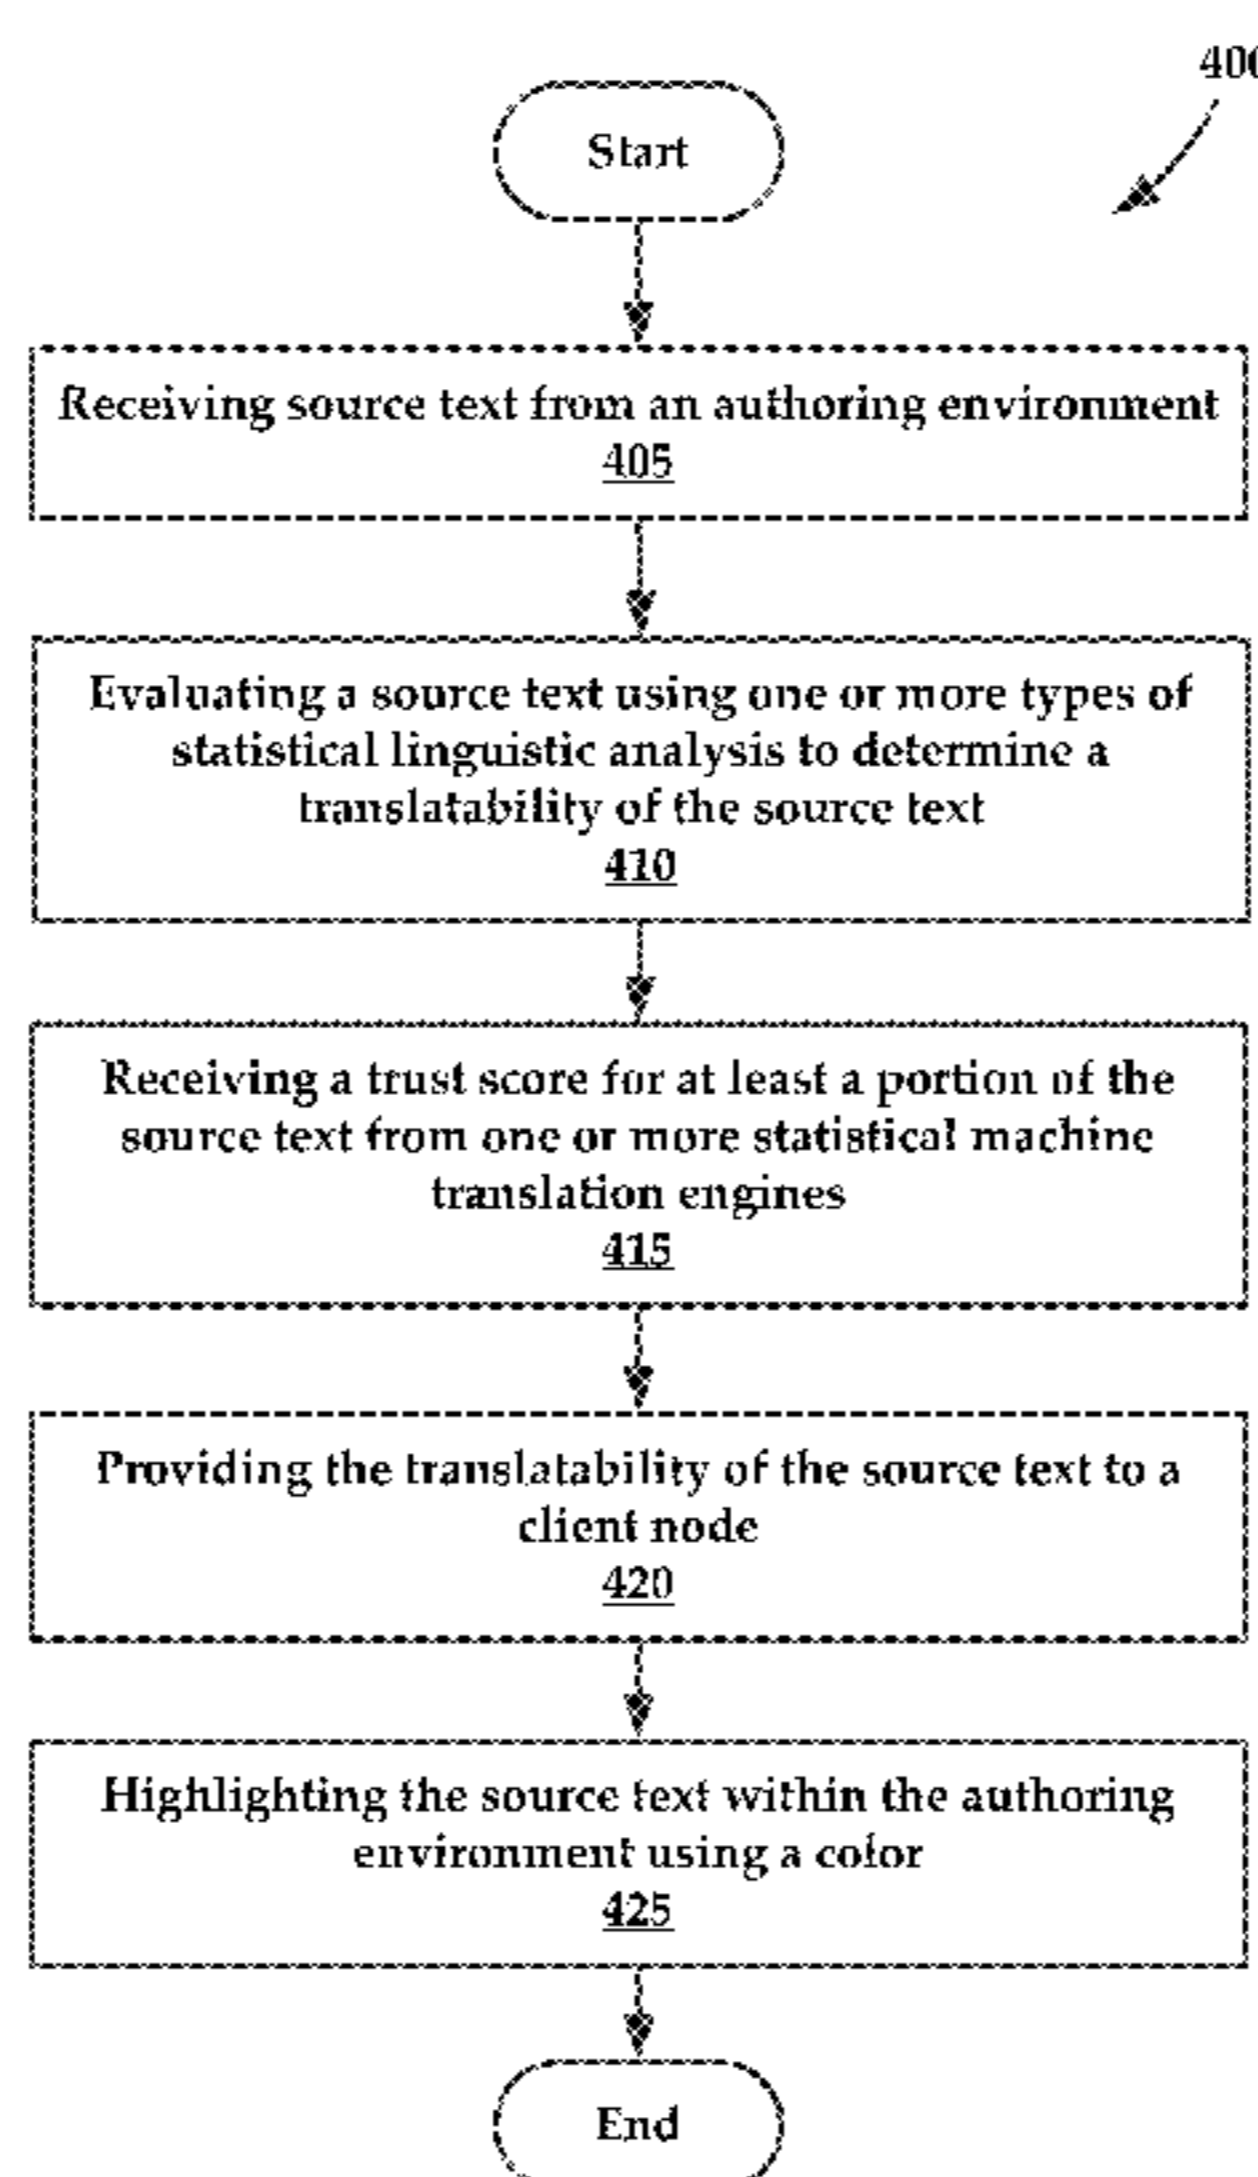 400
Start
Receiving source text from an authoring environment
405
Evaluating a source text using one or more types of
statistical linguistic analysis to determine a
translatability of the source text
410
Receiving a trust score for at least a portion of the
source text from one or more statistical machine
translation engines
415
Providing the translatability of the source text to a
client node
420
Highlighting the source text within the authoring
environment using a color
425
End